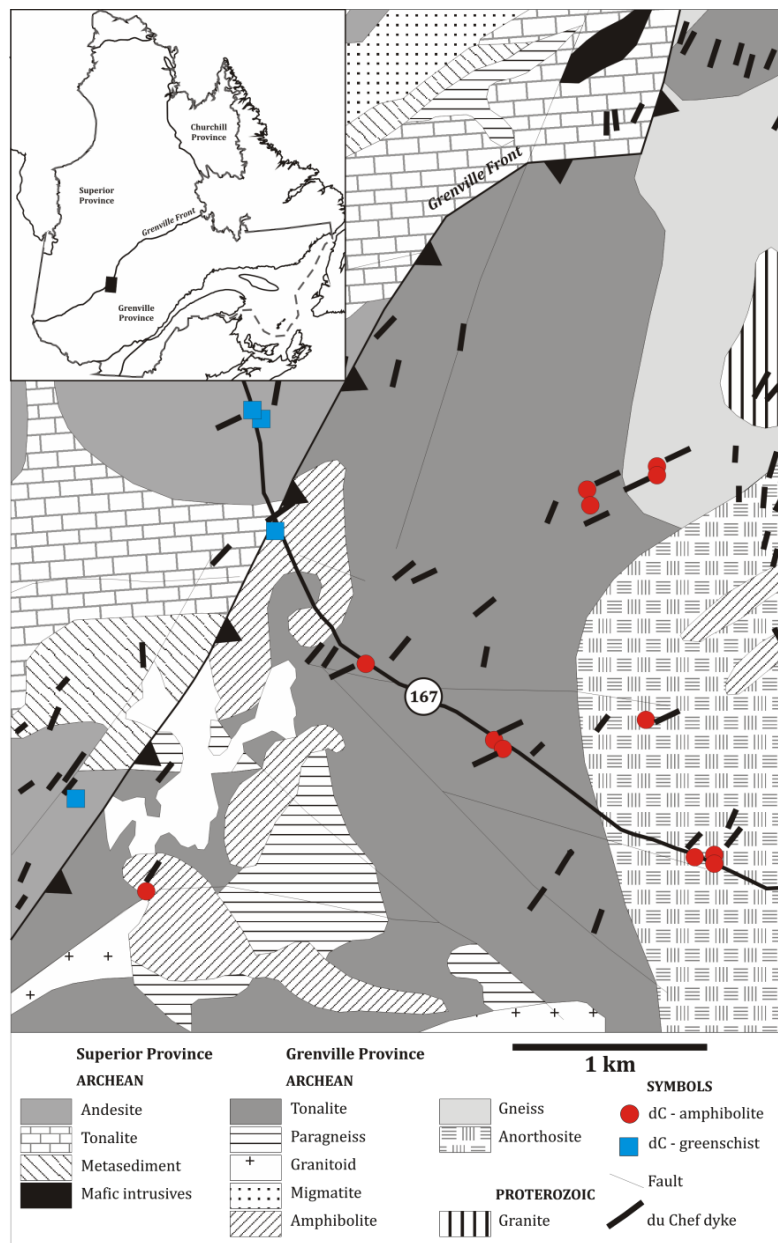 Churchill
Province
Superior
Province
Grenville Front
Grenville
Province
Grenville Front
167
1 km
Superior Province
ARCHEAN
Andesite
Tonalite
Metasediment
Mafic intrusives
Grenville Province
ARCHEAN
Tonalite
Paragneiss
+ Granitoid
Migmatite
Amphibolite
Gneiss
Anorthosite
PROTEROZOIC
Granite
SYMBOLS
dC - amphibolite
dC - greenschist
Fault
du Chef dyke